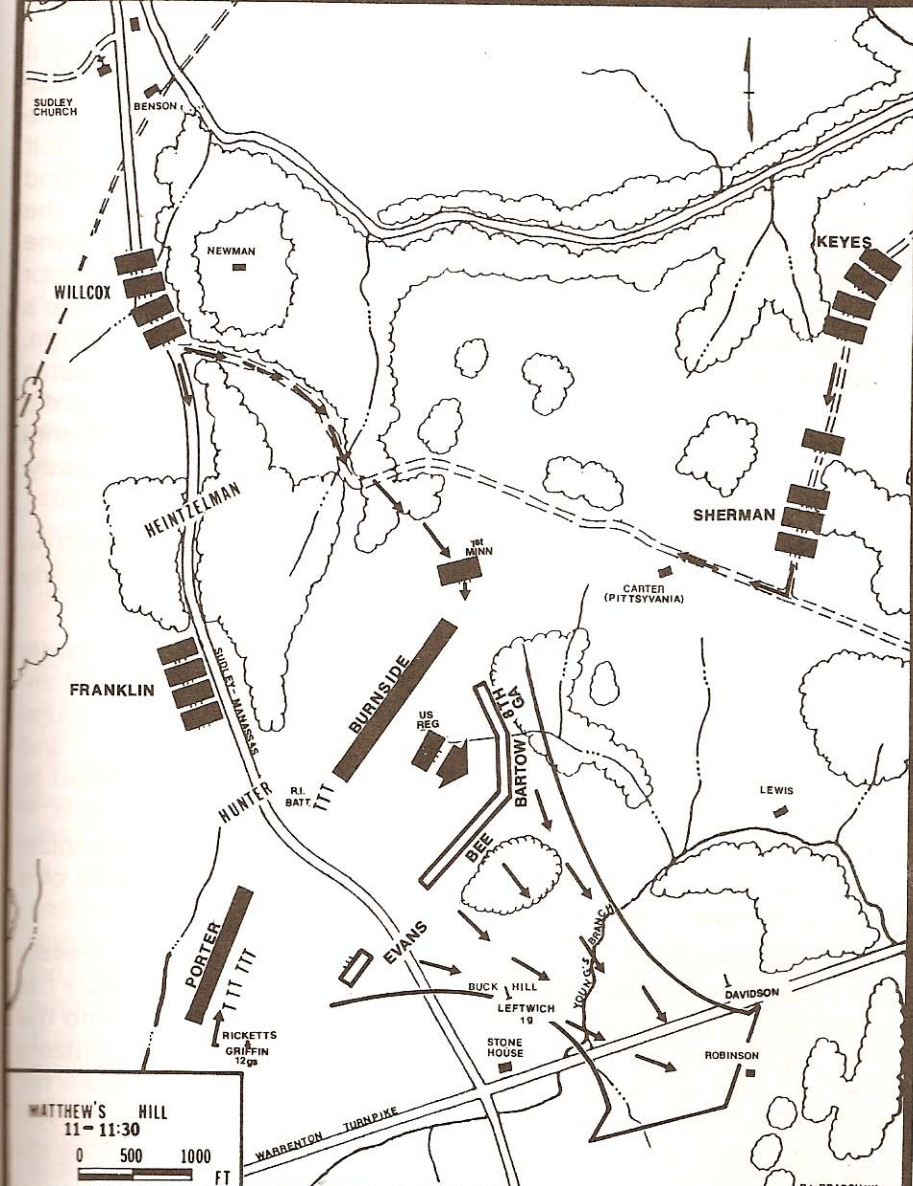 SUDLEY
CHURCH
BENSON
NEWMAN
KEYES
WILLCOX
HEINTZELMAN
SHERMAN
1st
MINN
CARTER
(PITTSYVANIA)
FRANKLIN
SUDLEY-MANASSAS
BURNSIDE
US
REG
8TH
GA
BARTOW
R.I.
BATT.
HUNTER
LEWIS
BEE
PORTER
EVANS
BUCK HILL
LEFTWICH
1g
YOUNG'S BRANCH
DAVIDSON
RICKETTS
&
GRIFFIN
12gs
STONE
HOUSE
ROBINSON
MATTHEW'S HILL
11-11:30
0 500 1000
FT
WARRENTON TURNPIKE